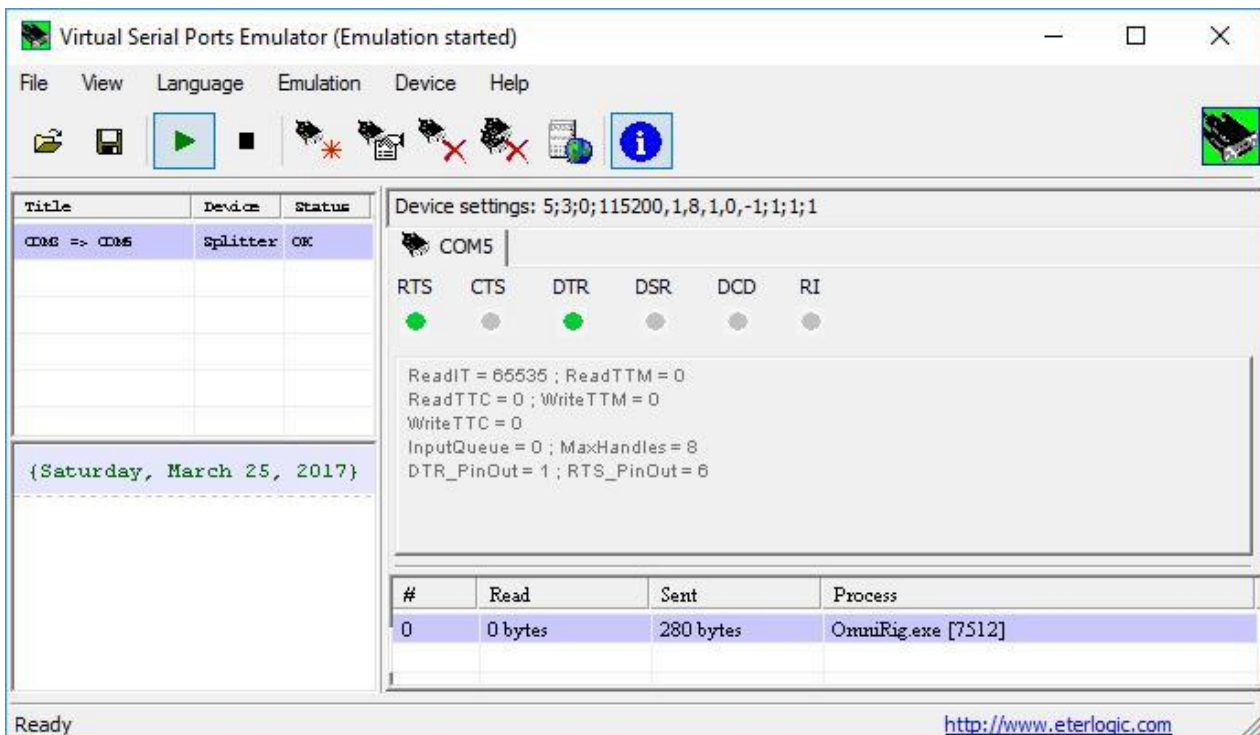 Virtual Serial Ports Emulator (Emulation started)
File View Language Emulation Device Help
Title Device Status
=> Splitter OK
{Saturday, March 25, 2017}
Device settings: 5;3;0;115200,1,8,1,0,-1;1;1;1
COM5
RTS CTS DTR DSR DCD RI
ReadIT = 65535 ; ReadTTM = 0
ReadTTC = 0 ; WriteTTM = 0
WriteTTC = 0
InputQueue = 0 ; MaxHandles = 8
DTR_PinOut = 1 ; RTS_PinOut = 6
# Read Sent Process
0 0 bytes 280 bytes OmniRig.exe [7512]
Ready http://www.eterlogic.com